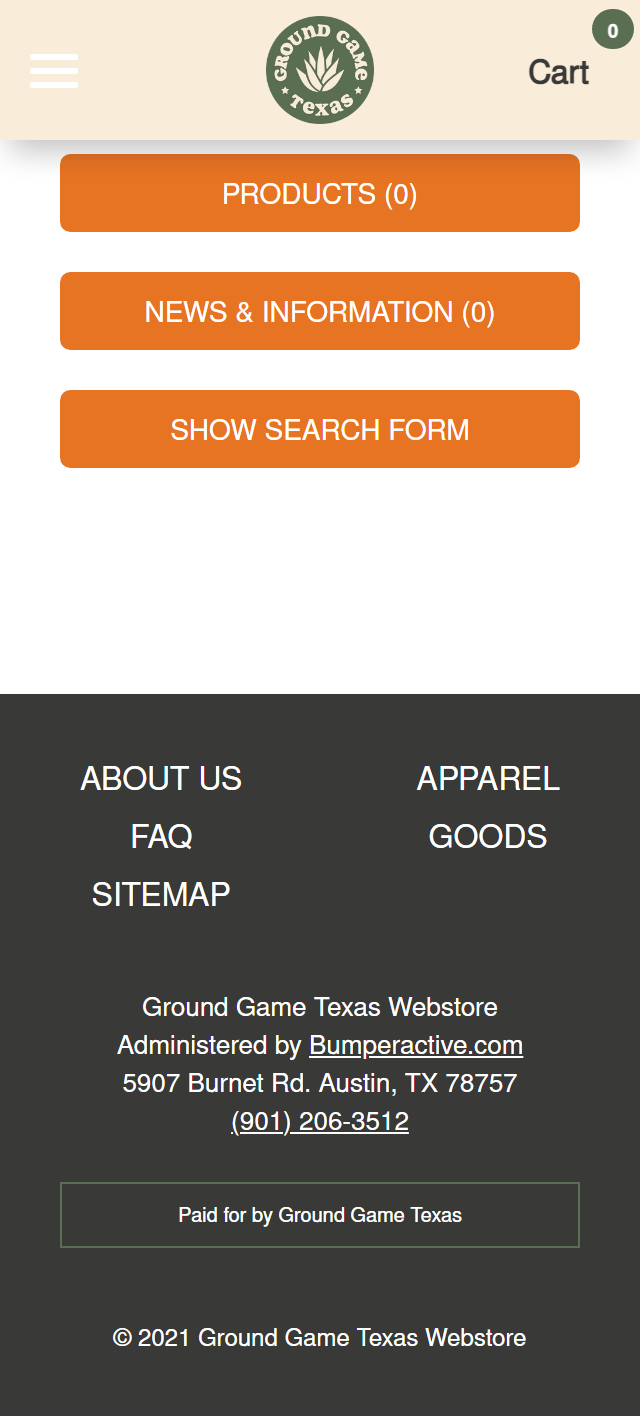 GROUND GAME
Texas
0
Cart
PRODUCTS (0)
NEWS & INFORMATION (0)
SHOW SEARCH FORM
ABOUT US
APPAREL
FAQ
GOODS
SITEMAP
Ground Game Texas Webstore
Administered by Bumperactive.com
5907 Burnet Rd. Austin, TX 78757
(901) 206-3512
Paid for by Ground Game Texas
© 2021 Ground Game Texas Webstore